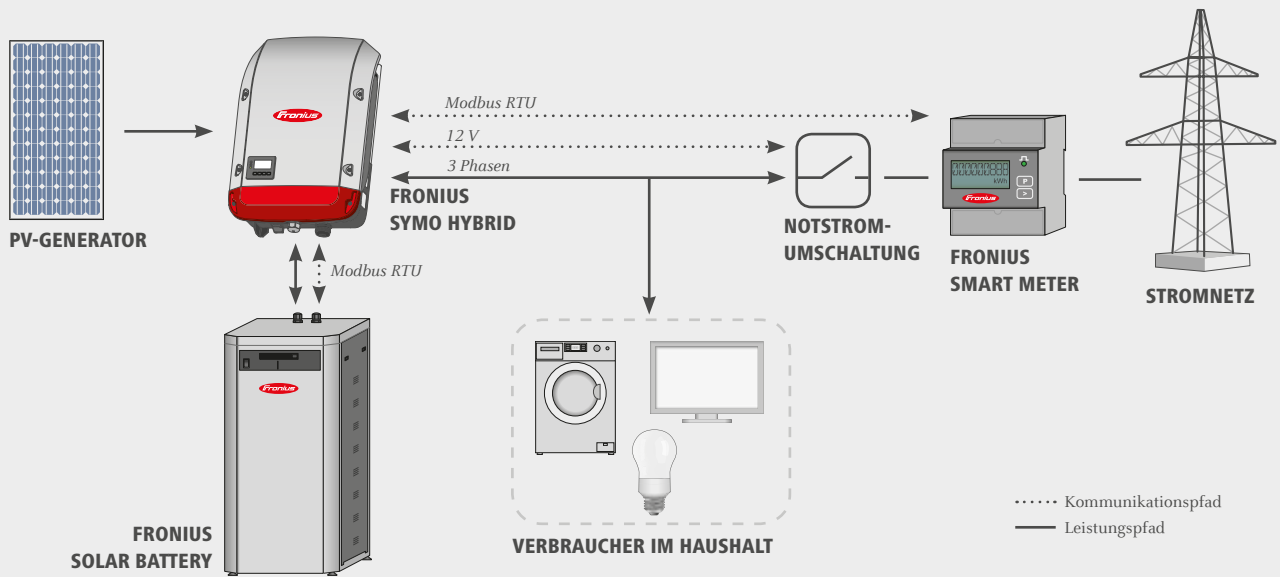 Fronius
Modbus RTU
12 V
3 Phasen
PV-GENERATOR
FRONIUS
SYMO HYBRID
NOTSTROM-
UMSCHALTUNG
kWh
P
>
Fronius
FRONIUS
SMART METER
STROMNETZ
Modbus RTU
Fronius
FRONIUS
SOLAR BATTERY
VERBRAUCHER IM HAUSHALT
Kommunikationspfad
Leistungspfad